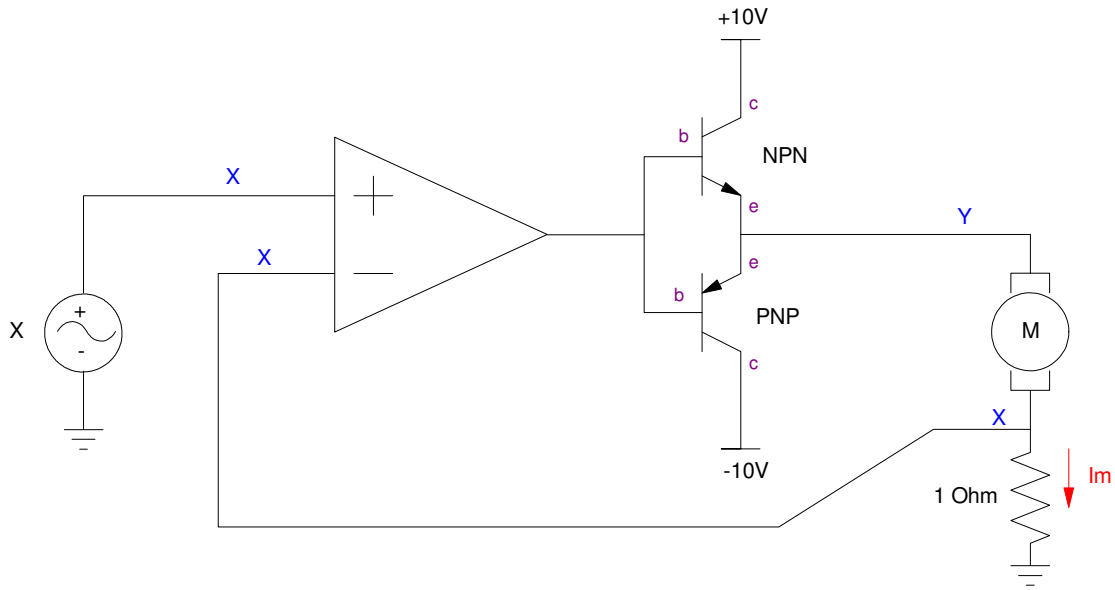 +10V
c
b
NPN
X
e
Y
+
X
−
e
b
PNP
X
+
-
M
c
X
-10V
Im
1 Ohm